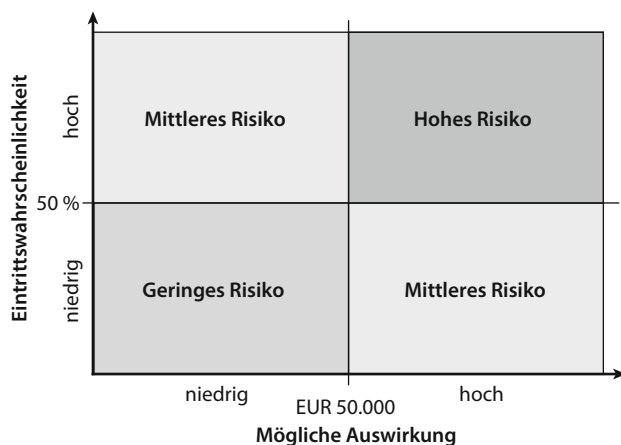 Eintrittswahrscheinlichkeit
hoch
Mittleres Risiko
Hohes Risiko
50 %
niedrig
Geringes Risiko
Mittleres Risiko
niedrig
EUR 50.000
hoch
Mögliche Auswirkung